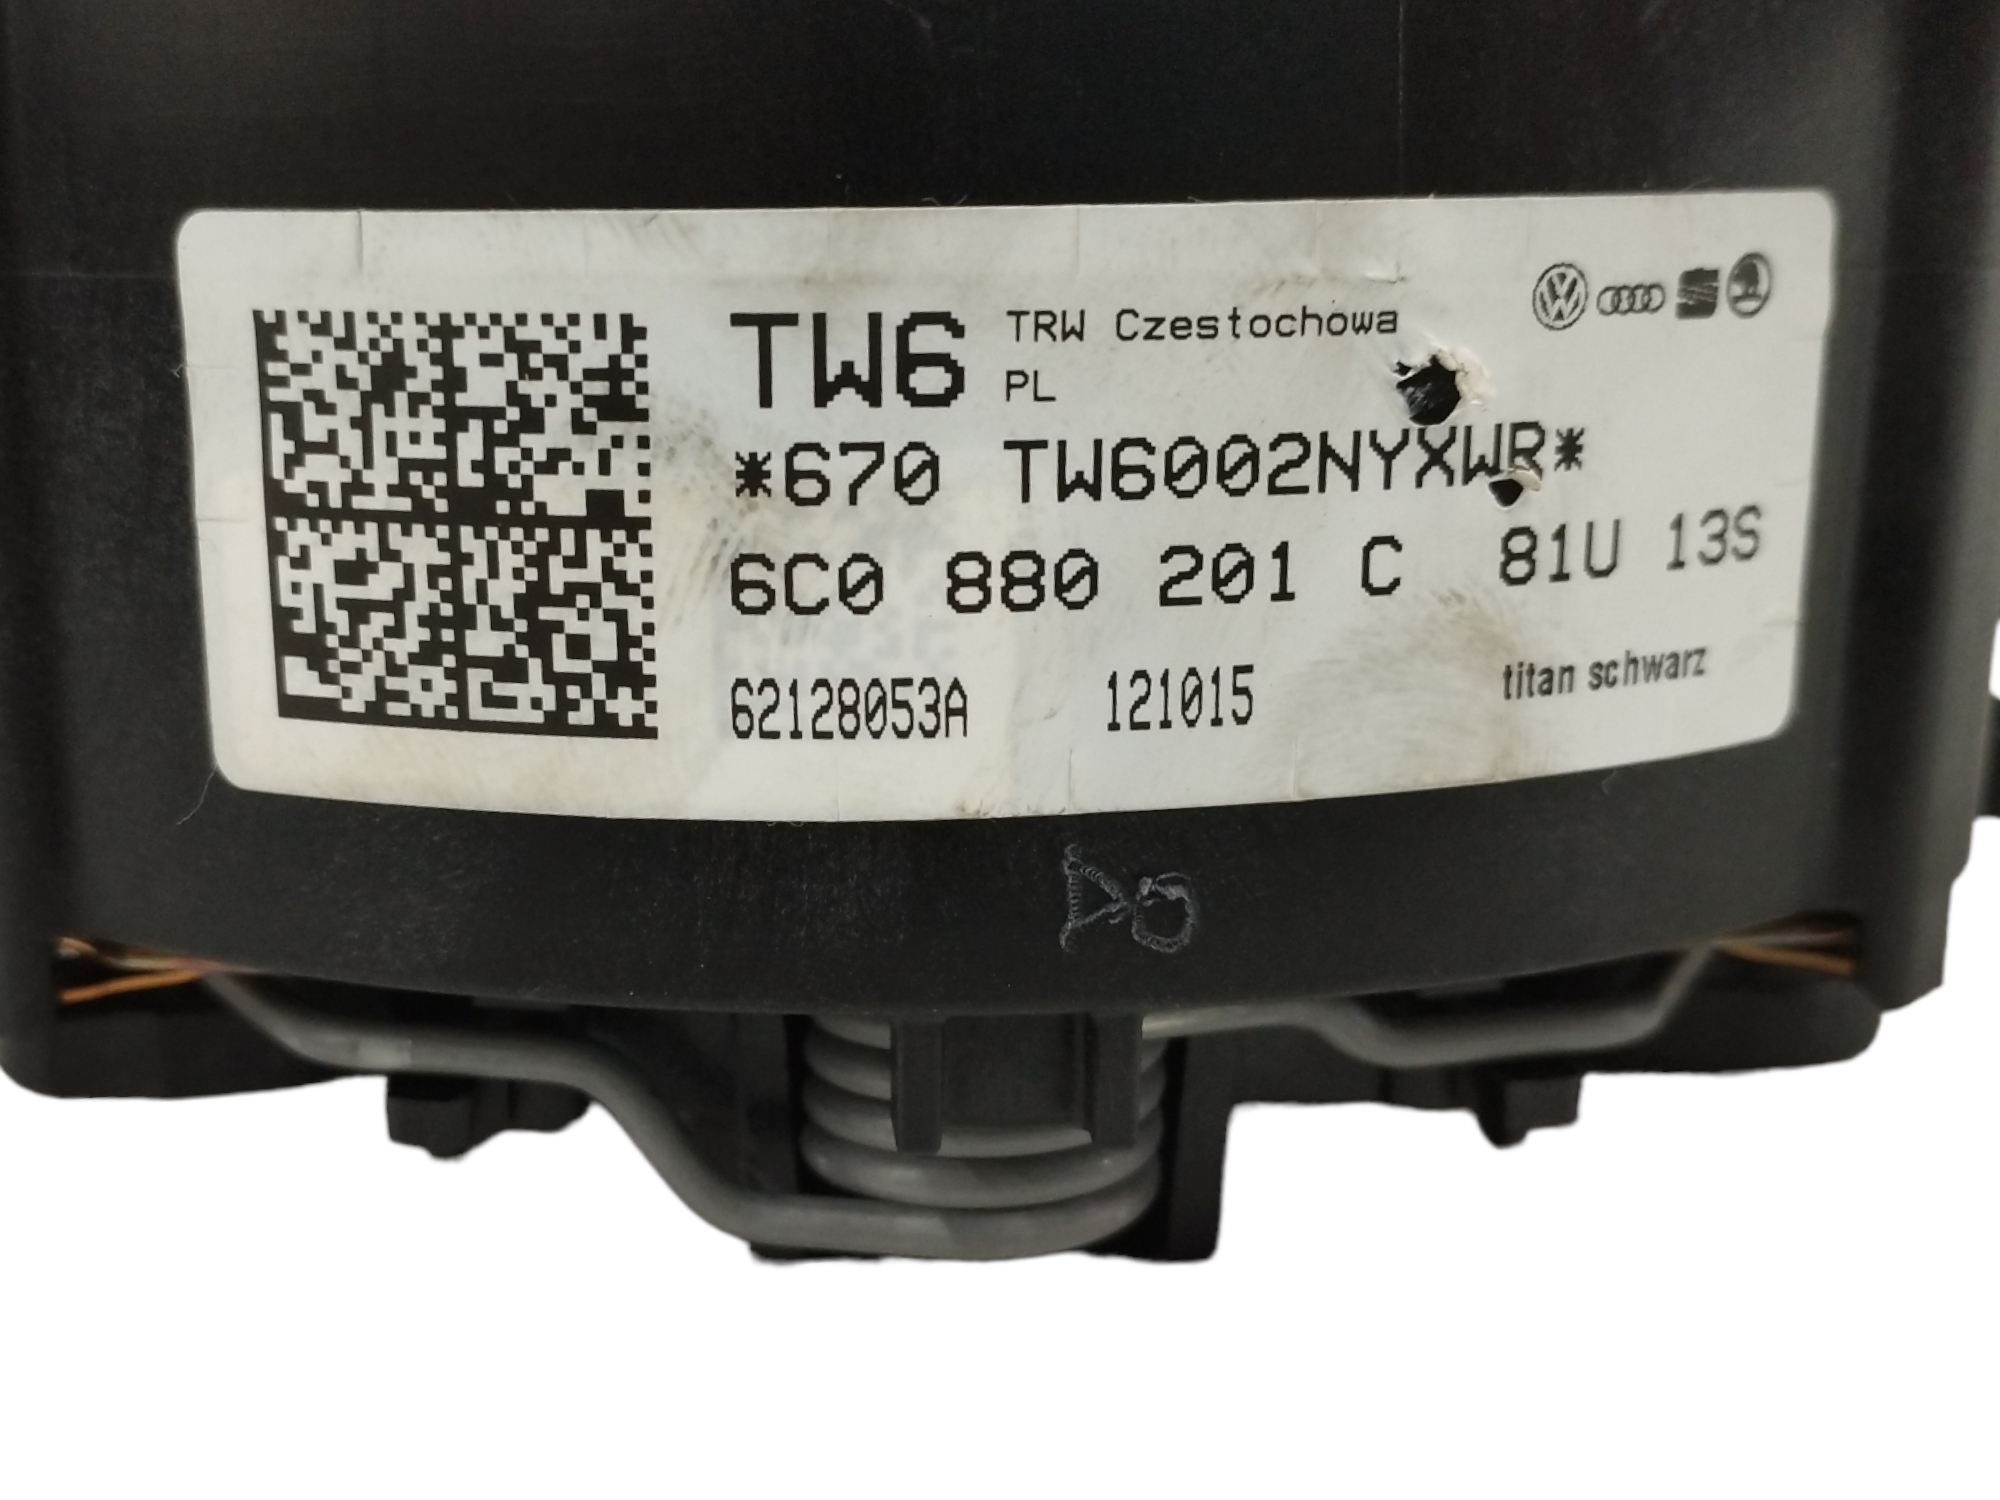 TW6 TRW Czestochowa
PL
*670 TW6002NYXWR*
6C0 880 201 C 81U 13S
62128053A 121015 titan schwarz